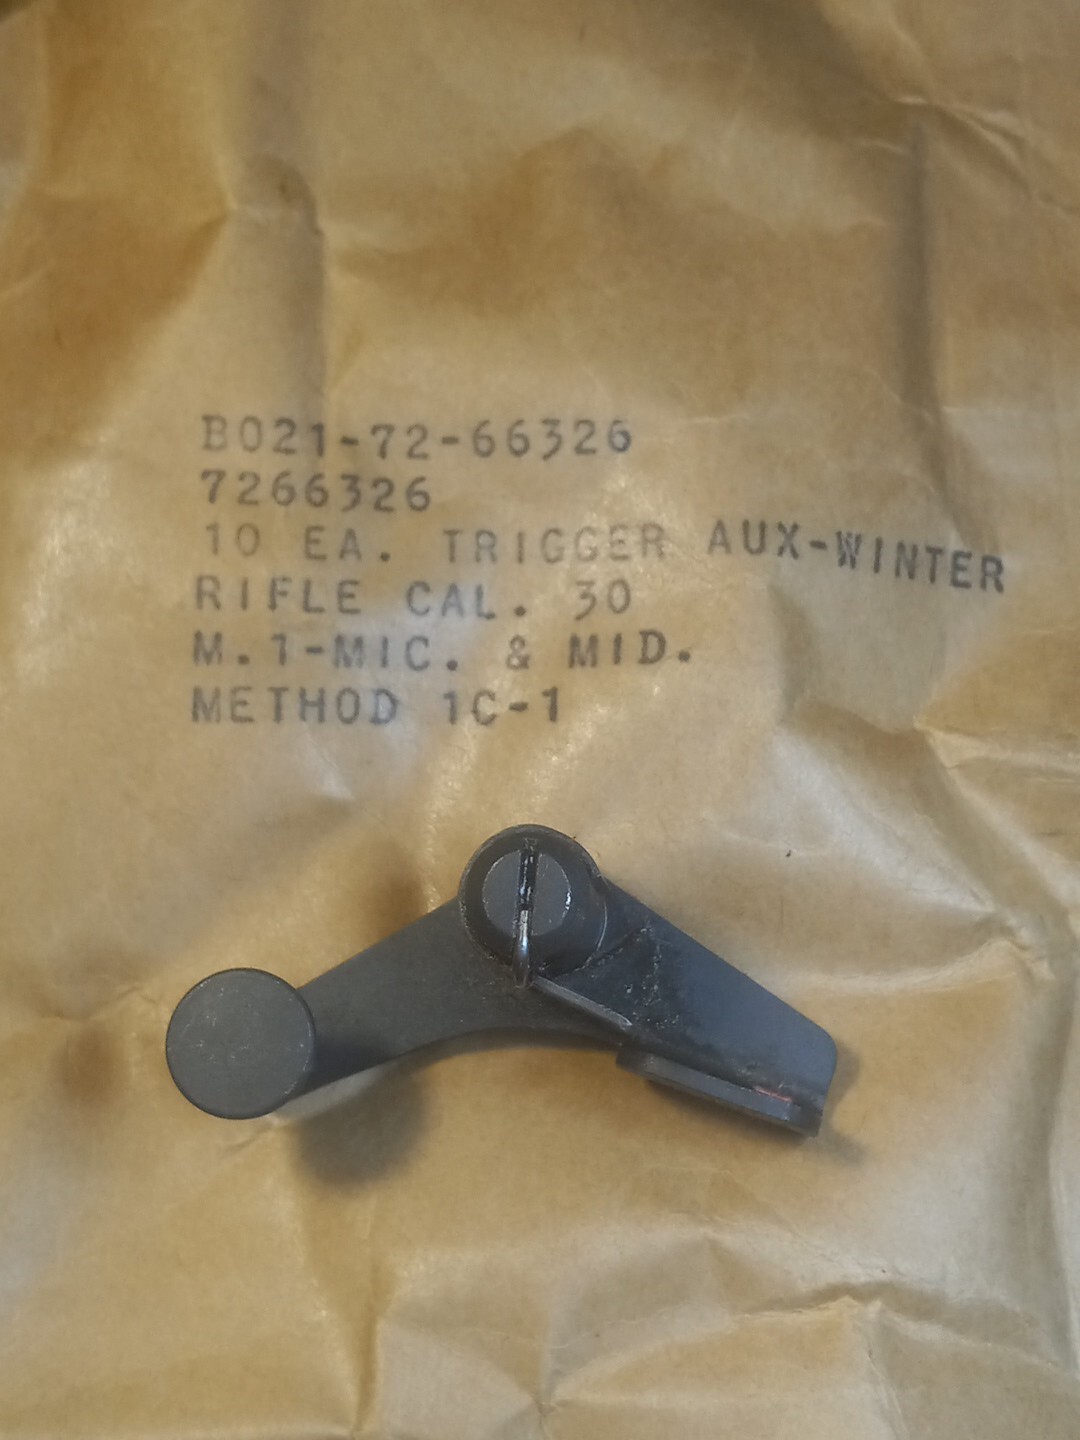 B021-72-66326
7266326
10 EA. TRIGGER AUX-WINTER
RIFLE CAL. 30
M.1-MIC. & MID.
METHOD 1C-1